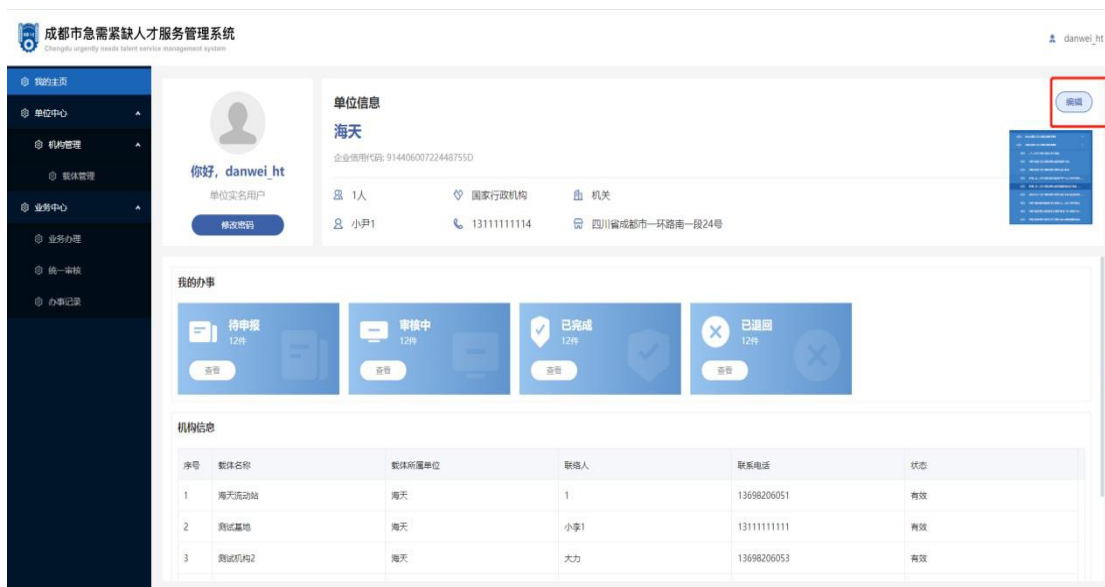 成都市急需紧缺人才服务管理系统
Chengdu urgently needs talent service management system
danwei_ht
我的主页
单位中心
机构管理
载体管理
业务中心
业务办理
统一审核
办事记录
你好，danwei_ht
单位实名用户
修改密码
单位信息
编辑
海天
企业信用代码: 91440600722448755D
1人 国家行政机构 机关
小尹1 13111111114 四川省成都市一环路南一段24号
我的办事
待申报
12件
查看
审核中
12件
查看
已完成
12件
查看
已退回
12件
查看
机构信息
序号 载体名称 载体所属单位 联络人 联系电话 状态
1 海天流动站 海天 1 13698206051 有效
2 测试基地 海天 小李1 13111111111 有效
3 测试机构2 海天 大力 13698206053 有效